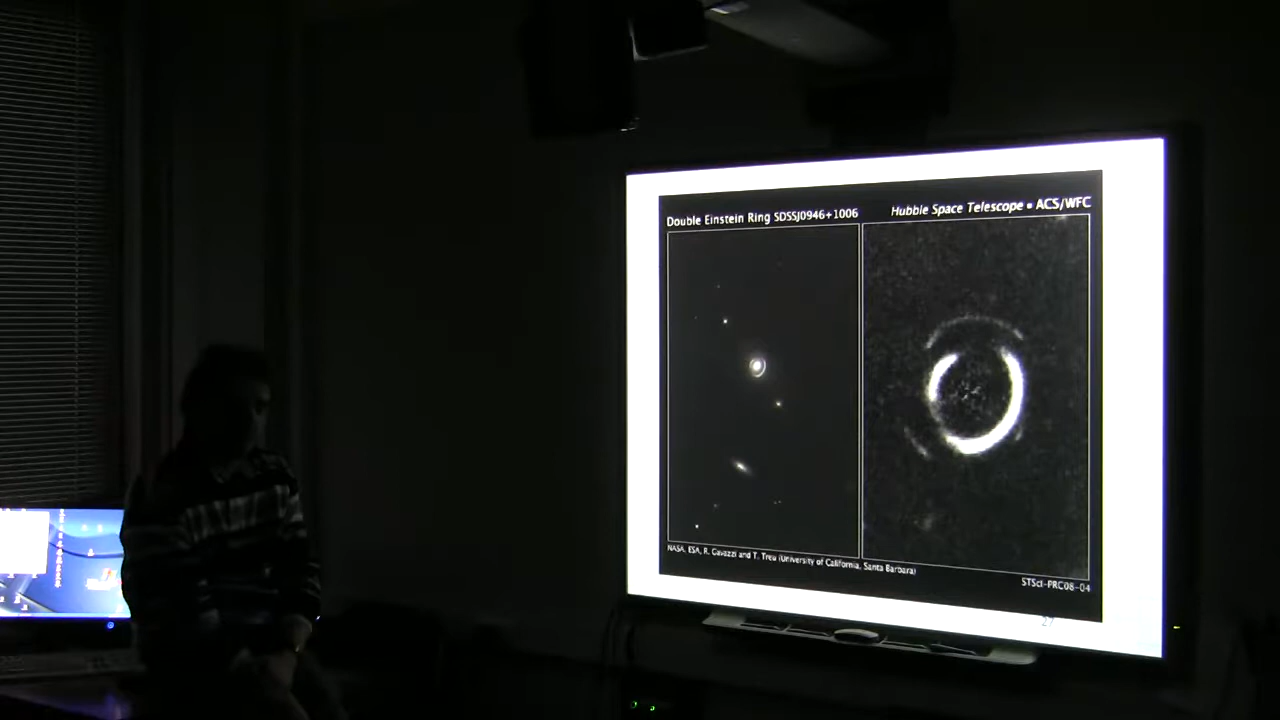 Double Einstein Ring SDSSJ0946+1006
Hubble Space Telescope • ACS/WFC
NASA, ESA, R. Gavazzi and T. Treu (University of California, Santa Barbara)
STScI-PRC08-04
27